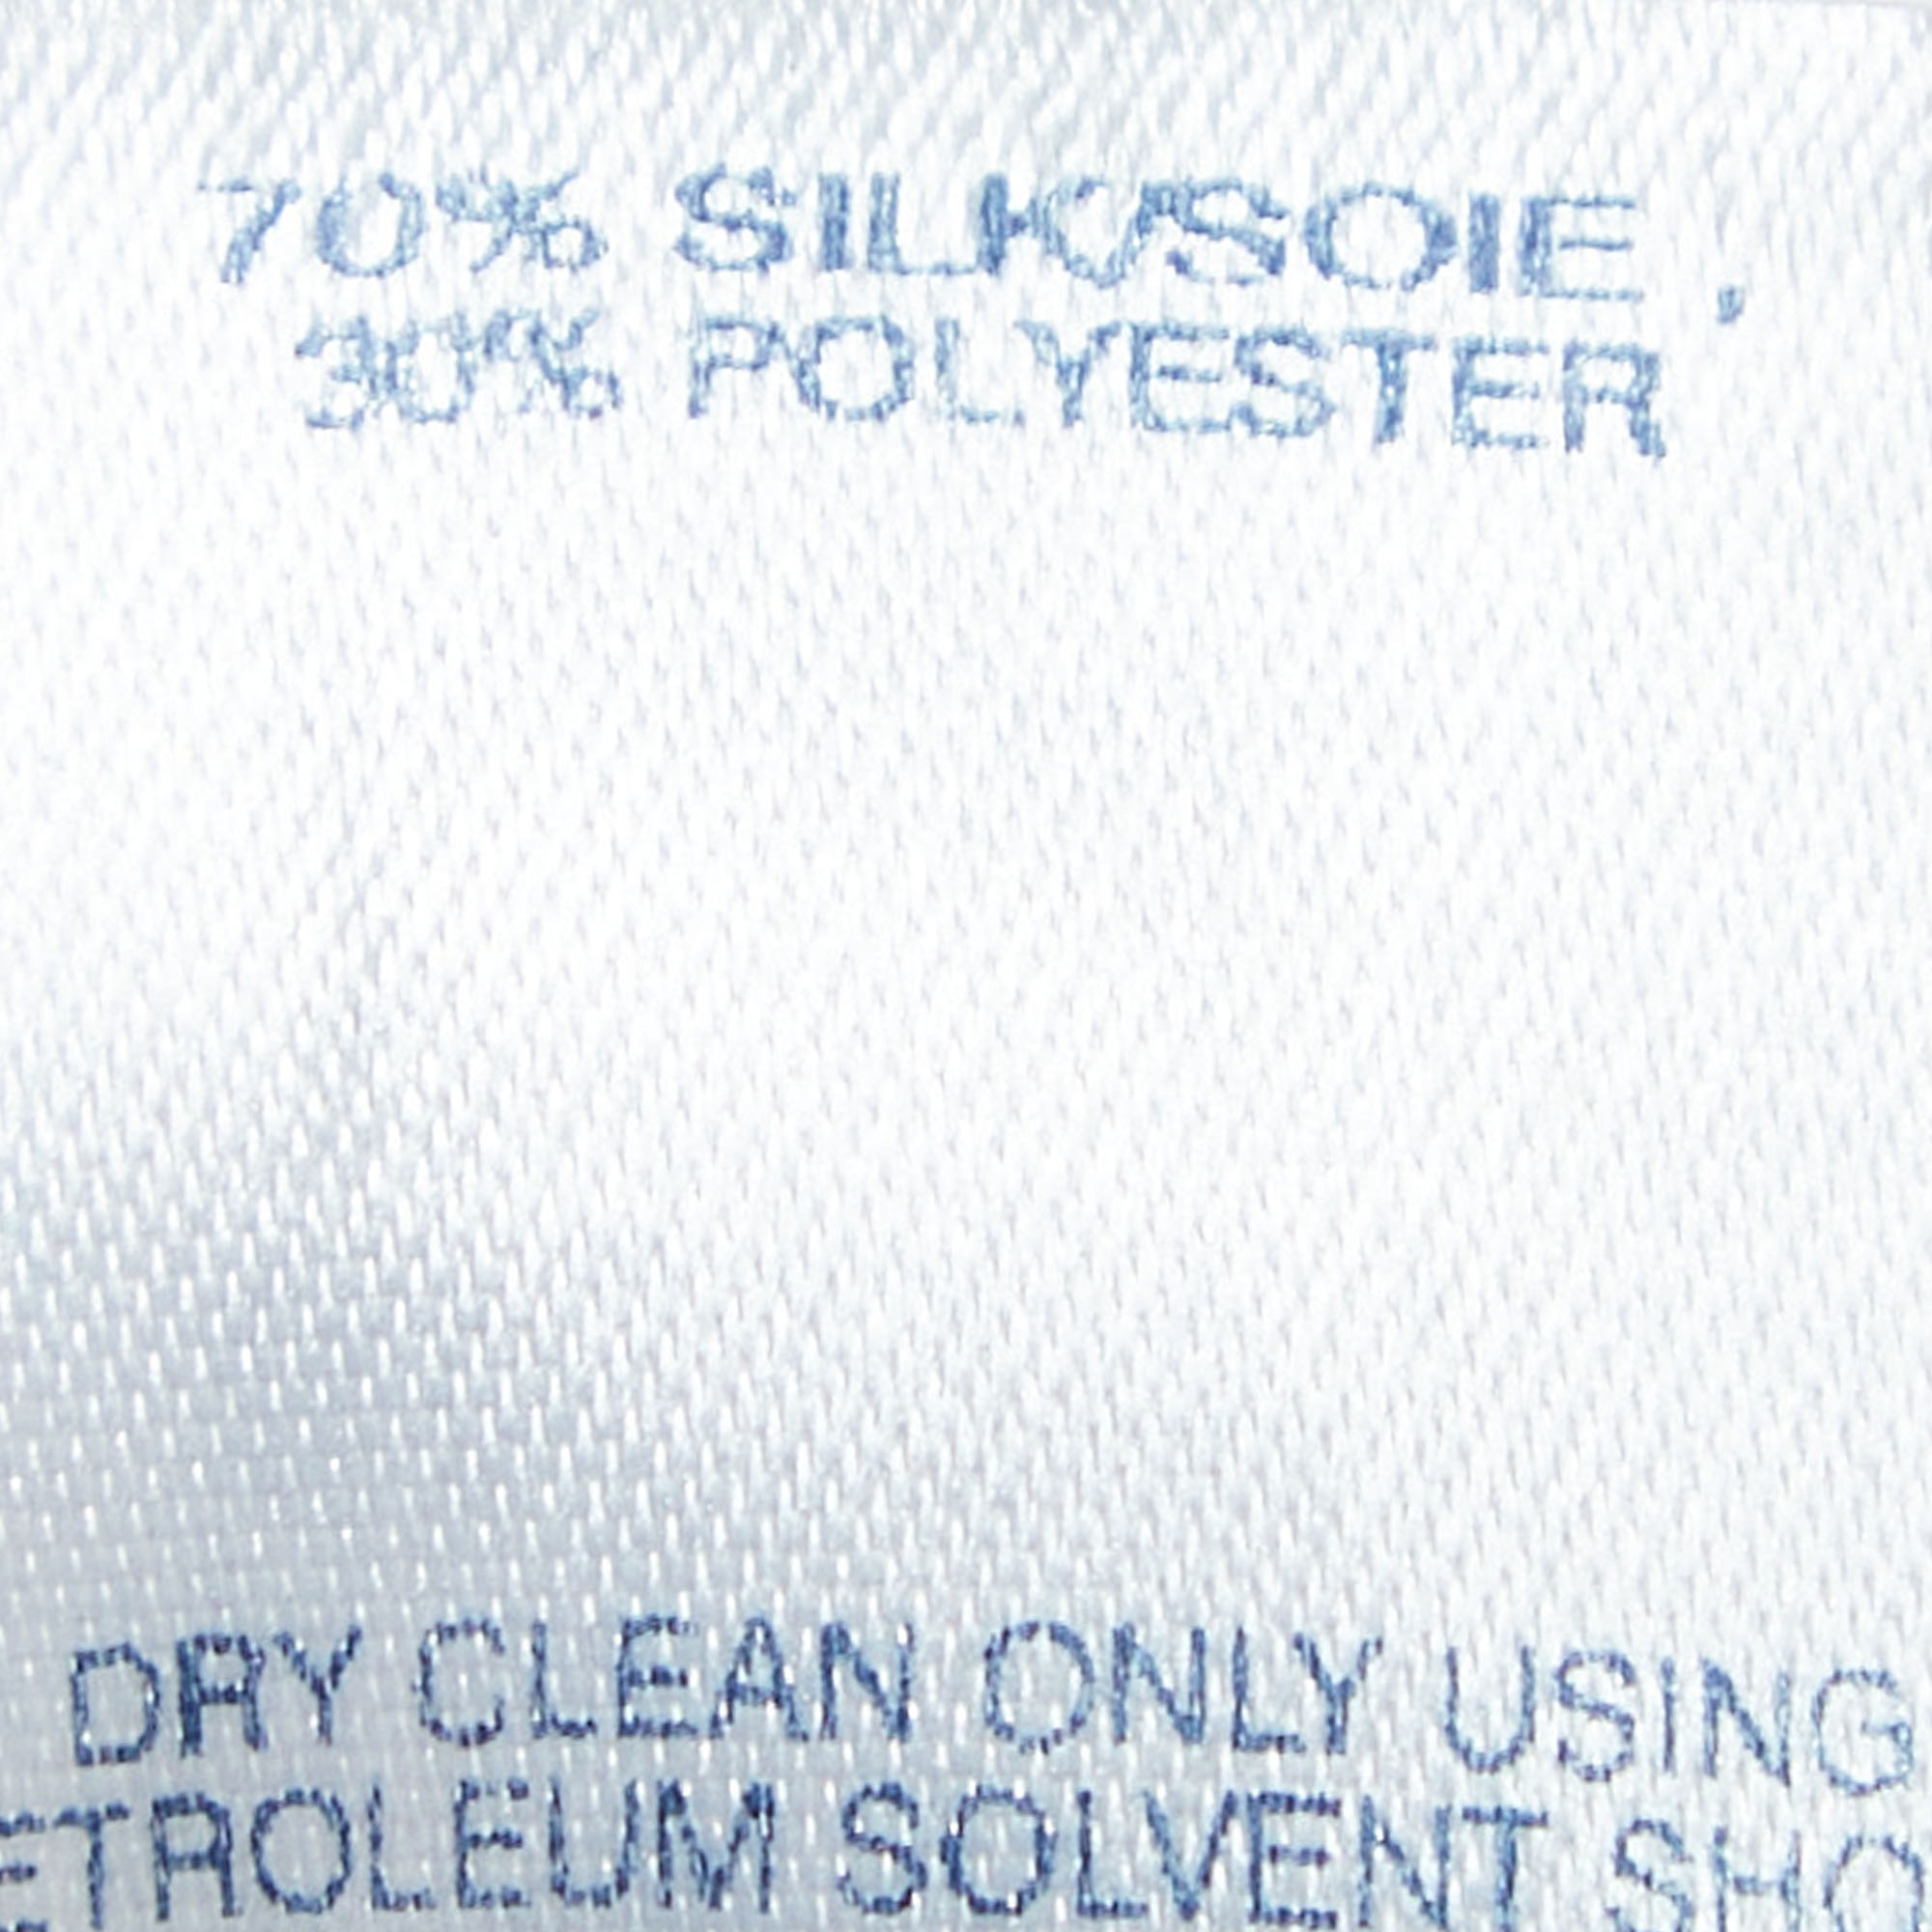 70% SILK/SOIE .
30% POLYESTER
DRY CLEAN ONLY USING
ETROLEUM SOLVENT SHO